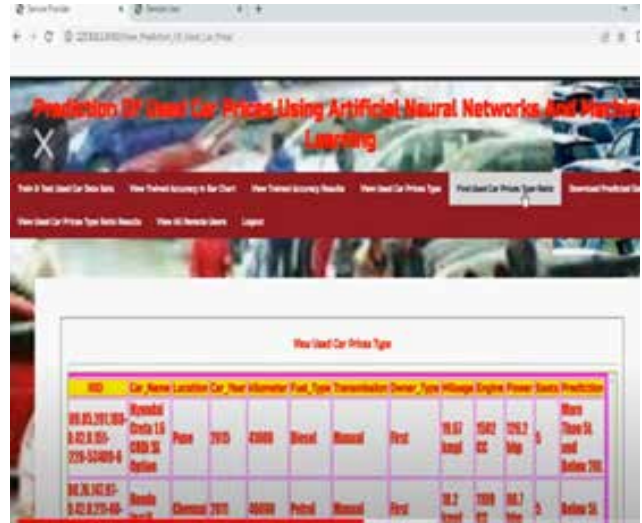 Service Provider
Remote User
Prediction Of Used Car Prices Using Artificial Neural Networks And Machine
Learning
Train & Test Used Car Data Sets View Trained Accuracy in Bar Chart View Trained Accuracy Results View Used Car Prices Type Find Used Car Prices Type Ratio Download Predicted
View Used Car Prices Type Ratio Results View All Remote Users Logout
View Used Car Prices Type
RID Car_Name Location Car_Year Kilometer Fuel_Type Transmission Owner_Type Mileage Engine Power Seats Prediction
Hyundai Creta 1.6 CRDi SX Option Pune 2015 41000 Diesel Manual First 19.67 kmpl 1582 CC 126.2 bhp 5 More Than 5L and Below 20L
Honda Chennai 2011 46000 Petrol Manual First 18.2 kmpl 1199 CC 88.7 bhp 5 Below 5L